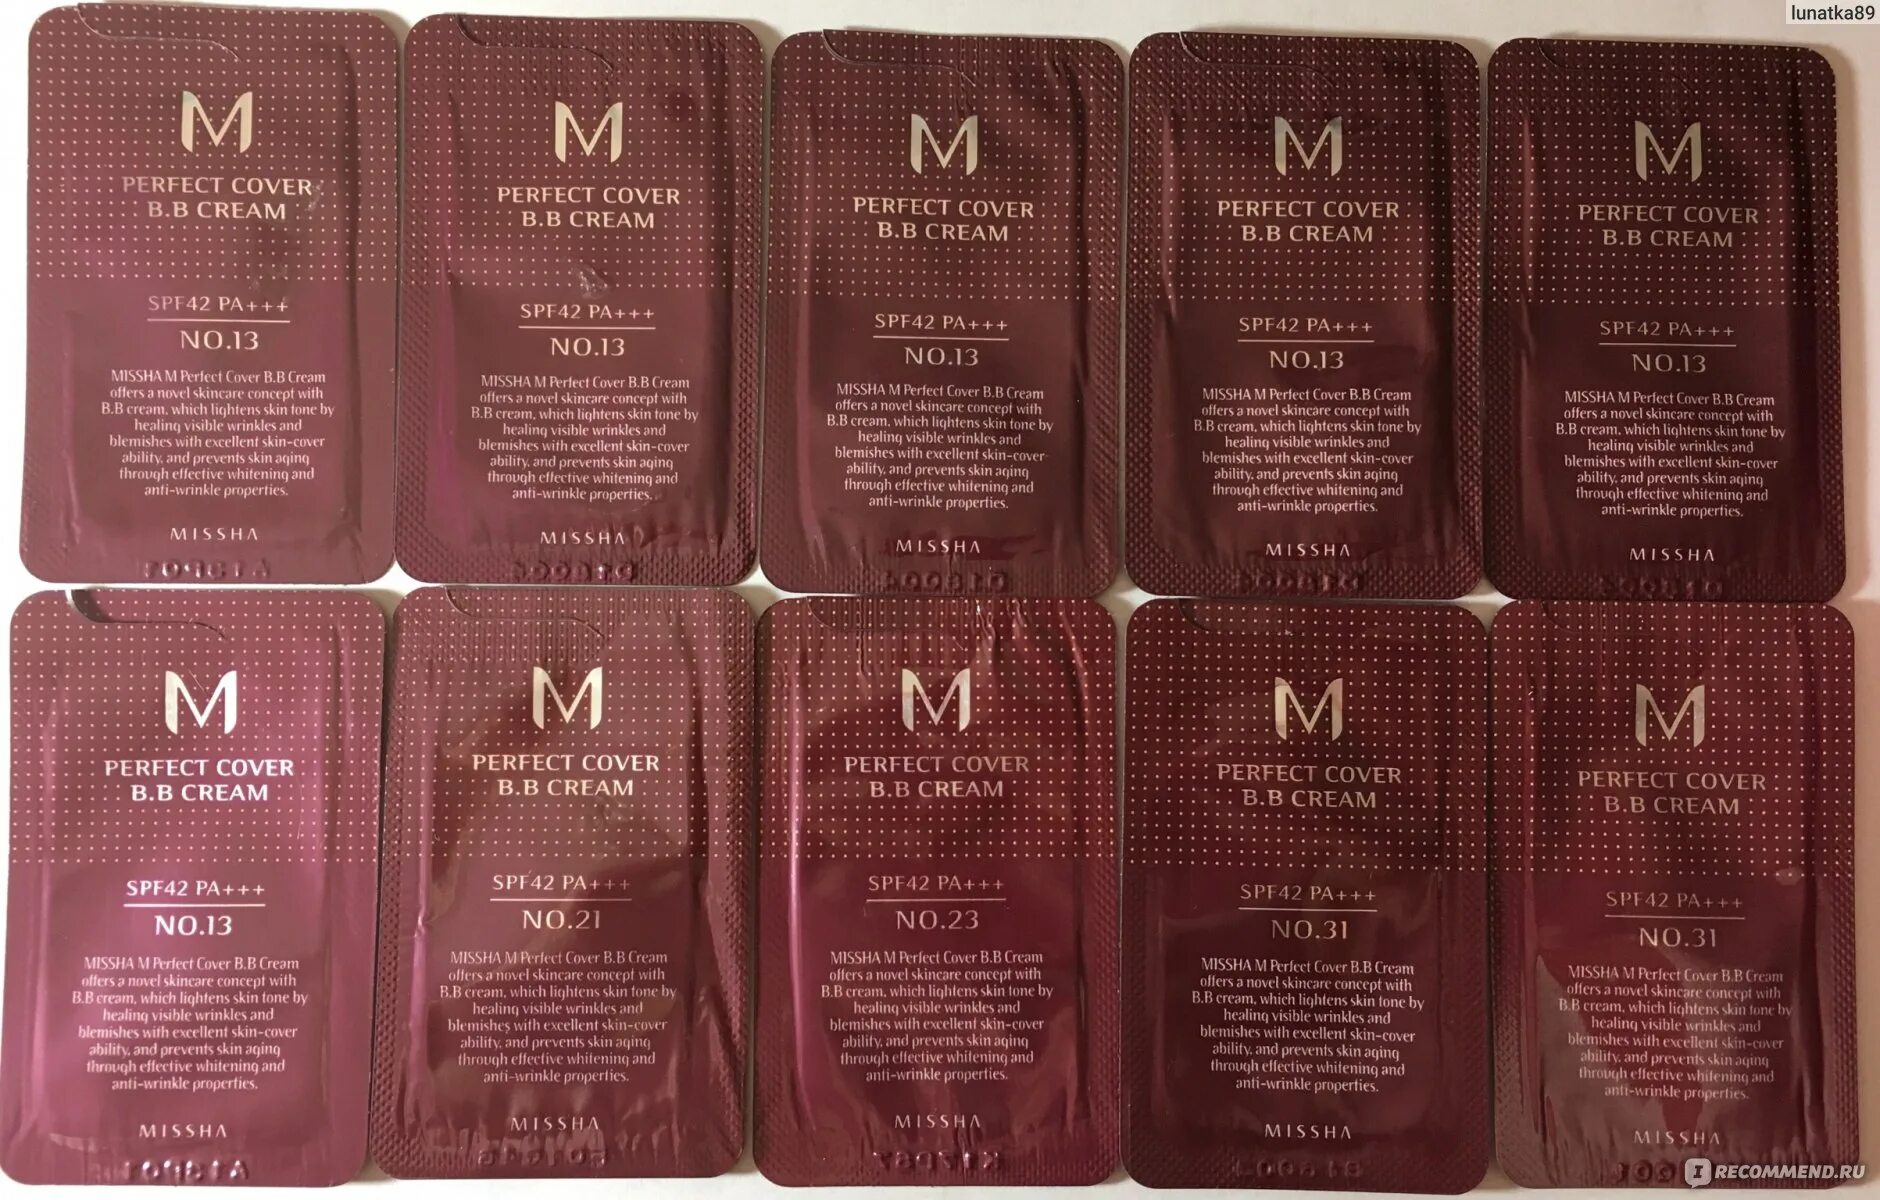 lunatka89
M
PERFECT COVER
B.B CREAM
SPF42 PA+++
NO.13
MISSHA M Perfect Cover B.B Cream
offers a novel skincare concept with
B.B cream, which lightens skin tone by
healing visible wrinkles and
blemishes with excellent skin-cover
ability, and prevents skin aging
through effective whitening and
anti-wrinkle properties.
MISSHA
M
PERFECT COVER
B.B CREAM
SPF42 PA+++
NO.13
MISSHA M Perfect Cover B.B Cream
offers a novel skincare concept with
B.B cream, which lightens skin tone by
healing visible wrinkles and
blemishes with excellent skin-cover
ability, and prevents skin aging
through effective whitening and
anti-wrinkle properties.
MISSHA
M
PERFECT COVER
B.B CREAM
SPF42 PA+++
NO.13
MISSHA M Perfect Cover B.B Cream
offers a novel skincare concept with
B.B cream, which lightens skin tone by
healing visible wrinkles and
blemishes with excellent skin-cover
ability, and prevents skin aging
through effective whitening and
anti-wrinkle properties.
MISSHA
M
PERFECT COVER
B.B CREAM
SPF42 PA+++
NO.13
MISSHA M Perfect Cover B.B Cream
offers a novel skincare concept with
B.B cream, which lightens skin tone by
healing visible wrinkles and
blemishes with excellent skin-cover
ability, and prevents skin aging
through effective whitening and
anti-wrinkle properties.
MISSHA
M
PERFECT COVER
B.B CREAM
SPF42 PA+++
NO.13
MISSHA M Perfect Cover B.B Cream
offers a novel skincare concept with
B.B cream, which lightens skin tone by
healing visible wrinkles and
blemishes with excellent skin-cover
ability, and prevents skin aging
through effective whitening and
anti-wrinkle properties.
MISSHA
M
PERFECT COVER
B.B CREAM
SPF42 PA+++
NO.13
MISSHA M Perfect Cover B.B Cream
offers a novel skincare concept with
B.B cream, which lightens skin tone by
healing visible wrinkles and
blemishes with excellent skin-cover
ability, and prevents skin aging
through effective whitening and
anti-wrinkle properties.
MISSHA
M
PERFECT COVER
B.B CREAM
SPF42 PA+++
NO.21
MISSHA M Perfect Cover B.B Cream
offers a novel skincare concept with
B.B cream, which lightens skin tone by
healing visible wrinkles and
blemishes with excellent skin-cover
ability, and prevents skin aging
through effective whitening and
anti-wrinkle properties.
MISSHA
M
PERFECT COVER
B.B CREAM
SPF42 PA+++
NO.23
MISSHA M Perfect Cover B.B Cream
offers a novel skincare concept with
B.B cream, which lightens skin tone by
healing visible wrinkles and
blemishes with excellent skin-cover
ability, and prevents skin aging
through effective whitening and
anti-wrinkle properties.
MISSHA
M
PERFECT COVER
B.B CREAM
SPF42 PA+++
NO.31
MISSHA M Perfect Cover B.B Cream
offers a novel skincare concept with
B.B cream, which lightens skin tone by
healing visible wrinkles and
blemishes with excellent skin-cover
ability, and prevents skin aging
through effective whitening and
anti-wrinkle properties.
MISSHA
M
PERFECT COVER
B.B CREAM
SPF42 PA+++
NO.31
MISSHA M Perfect Cover B.B Cream
offers a novel skincare concept with
B.B cream, which lightens skin tone by
healing visible wrinkles and
blemishes with excellent skin-cover
ability, and prevents skin aging
through effective whitening and
anti-wrinkle properties.
MISSHA
I RECOMMEND.RU